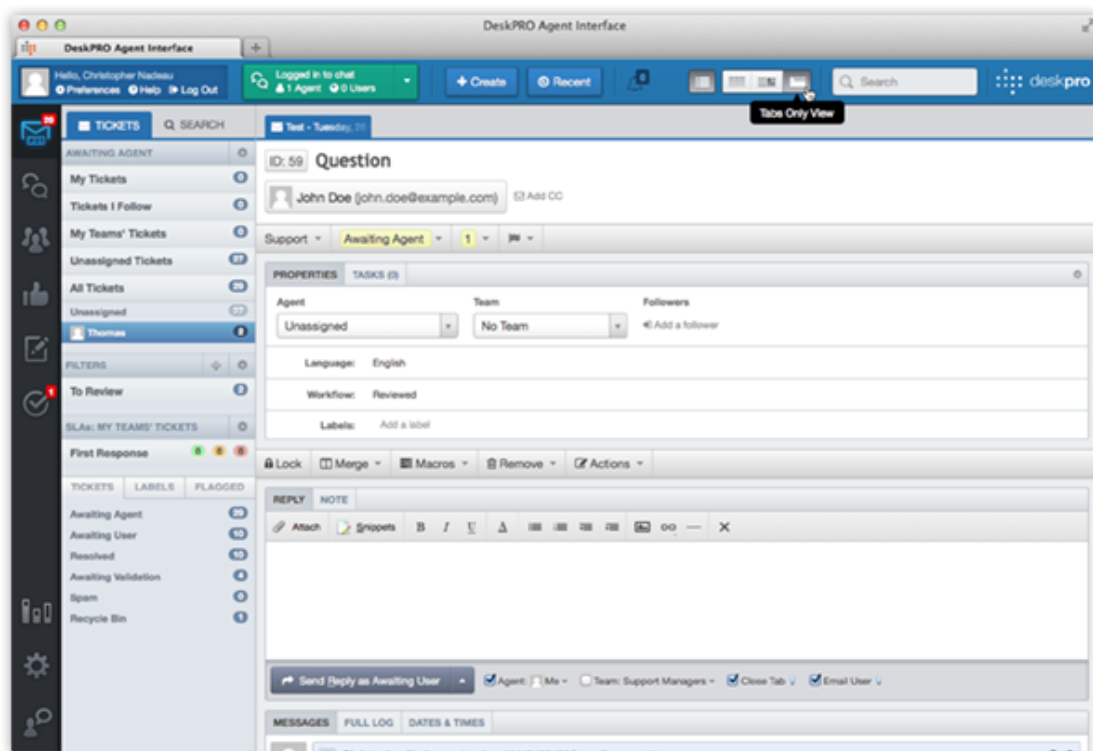 DeskPRO Agent Interface
DeskPRO Agent Interface
Hello, Christopher Nadeau
Preferences Help Log Out
Logged in to chat
1 Agent 0 Users
+ Create
Recent
0
Search
deskpro
Tabs Only View
TICKETS
SEARCH
Test - Tuesday,
AWAITING AGENT
My Tickets
Tickets I Follow
My Teams' Tickets
Unassigned Tickets
All Tickets
Unassigned
Thomas
FILTERS
To Review
SLAs: MY TEAMS' TICKETS
First Response
TICKETS LABELS FLAGGED
Awaiting Agent
Awaiting User
Resolved
Awaiting Validation
Spam
Recycle Bin
ID: 59 Question
John Doe (john.doe@example.com) Add CC
Support Awaiting Agent 1
PROPERTIES TASKS (0)
Agent Team Followers
Unassigned No Team Add a follower
Language: English
Workflow: Reviewed
Labels: Add a label
Lock Merge Macros Remove Actions
REPLY NOTE
Attach Snippets B I U A
Send Reply as Awaiting User Agent: Me Team: Support Managers Close Tab Email User
MESSAGES FULL LOG DATES & TIMES